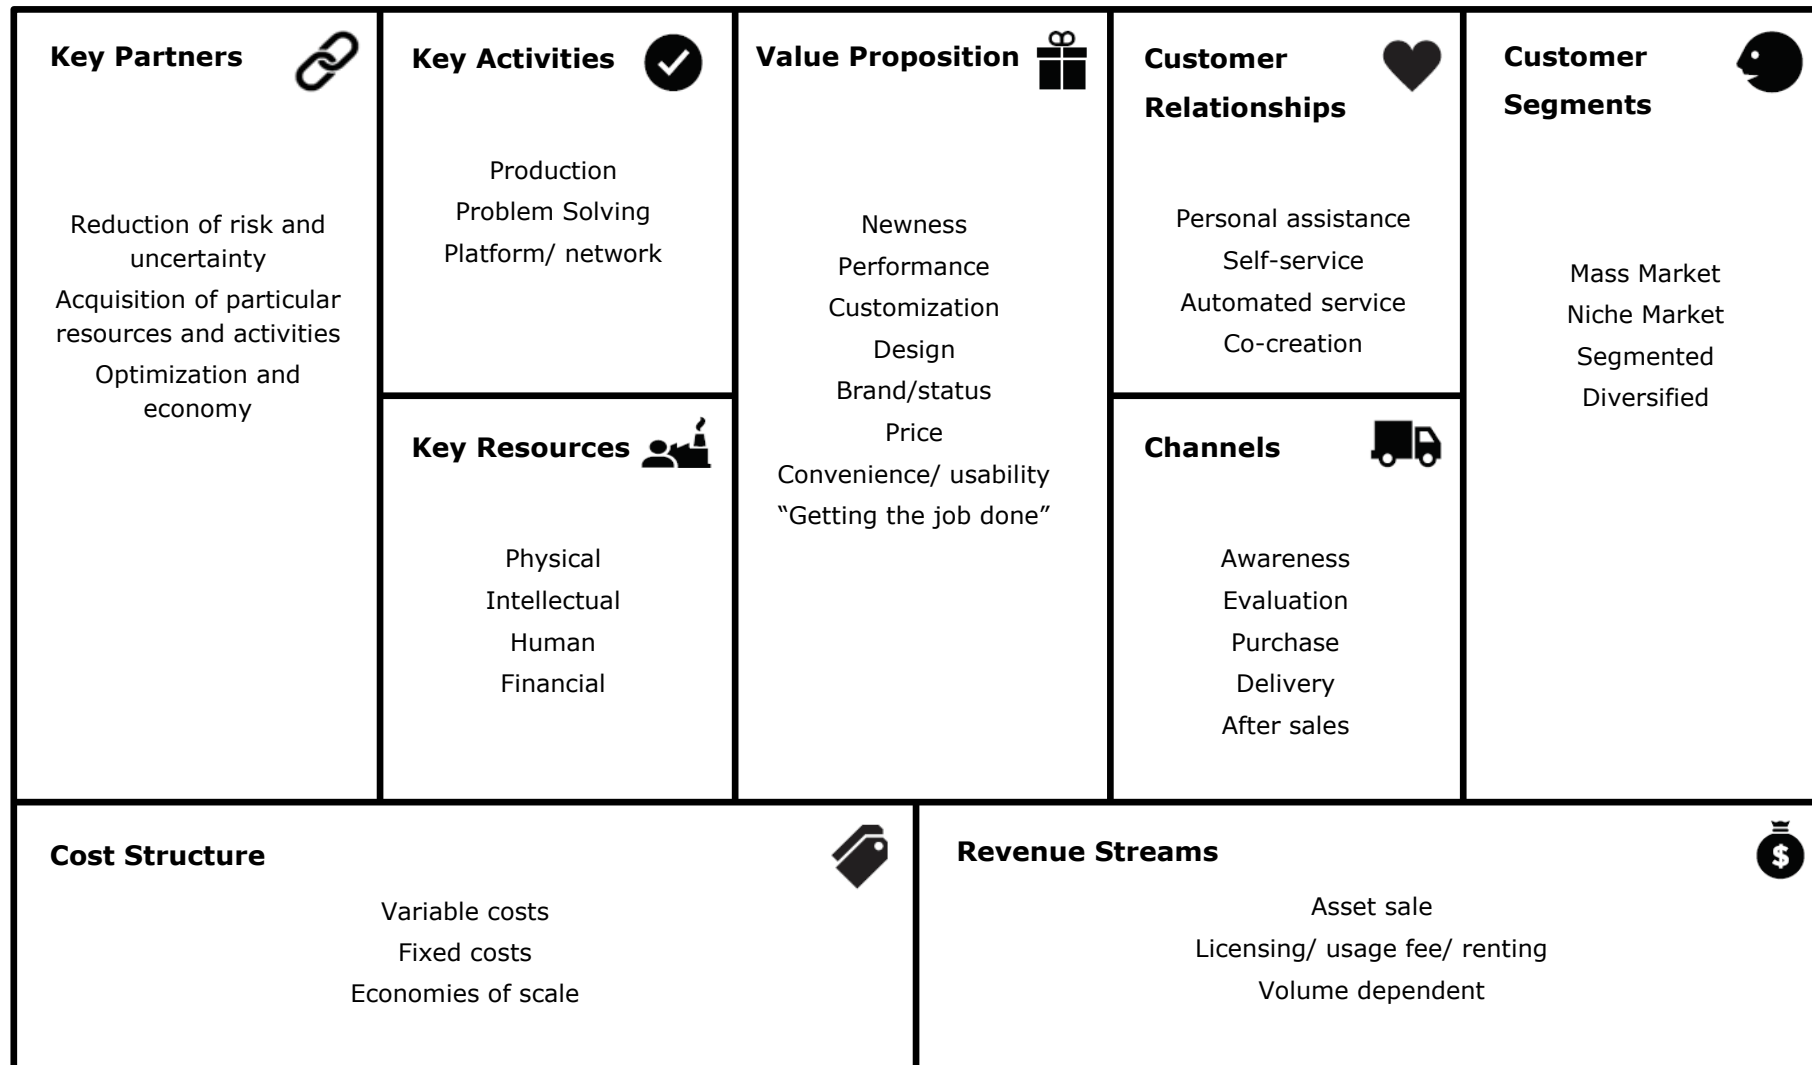 Key Partners
Reduction of risk and
uncertainty
Acquisition of particular
resources and activities
Optimization and
economy
Key Activities
Production
Problem Solving
Platform/ network
Key Resources
Physical
Intellectual
Human
Financial
Value Proposition
Newness
Performance
Customization
Design
Brand/status
Price
Convenience/ usability
“Getting the job done”
Customer
Relationships
Personal assistance
Self-service
Automated service
Co-creation
Channels
Awareness
Evaluation
Purchase
Delivery
After sales
Customer
Segments
Mass Market
Niche Market
Segmented
Diversified
Cost Structure
Variable costs
Fixed costs
Economies of scale
Revenue Streams
$
Asset sale
Licensing/ usage fee/ renting
Volume dependent